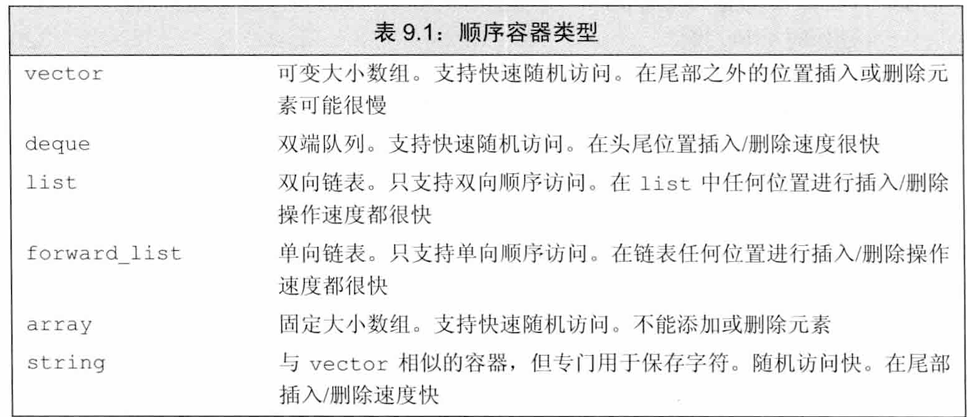 表 9.1：顺序容器类型
vector 可变大小数组。支持快速随机访问。在尾部之外的位置插入或删除元
素可能很慢
deque 双端队列。支持快速随机访问。在头尾位置插入/删除速度很快
list 双向链表。只支持双向顺序访问。在 list 中任何位置进行插入/删除
操作速度都很快
forward_list 单向链表。只支持单向顺序访问。在链表任何位置进行插入/删除操作
速度都很快
array 固定大小数组。支持快速随机访问。不能添加或删除元素
string 与 vector 相似的容器，但专门用于保存字符。随机访问快。在尾部
插入/删除速度快